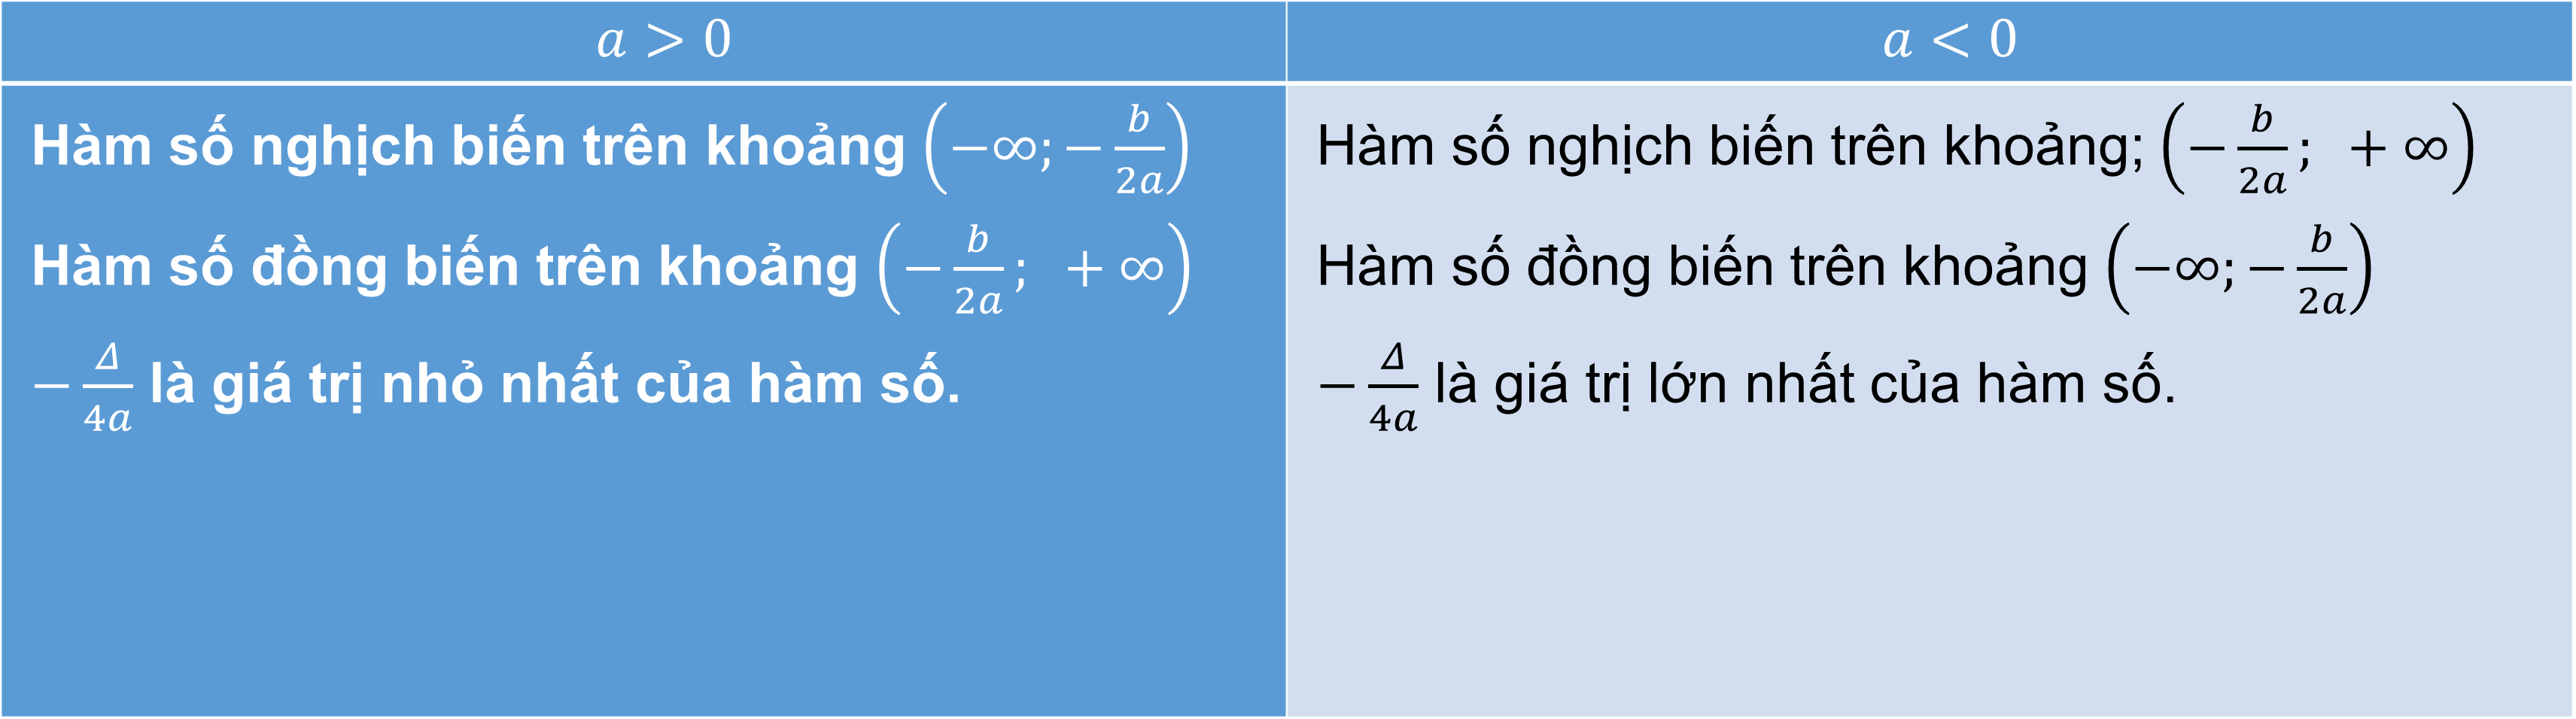 a > 0
a < 0
Hàm số nghịch biến trên khoảng (−∞; −b/2a)
Hàm số đồng biến trên khoảng (−b/2a; +∞)
−Δ/4a là giá trị nhỏ nhất của hàm số.
Hàm số nghịch biến trên khoảng; (−b/2a; +∞)
Hàm số đồng biến trên khoảng (−∞; −b/2a)
−Δ/4a là giá trị lớn nhất của hàm số.